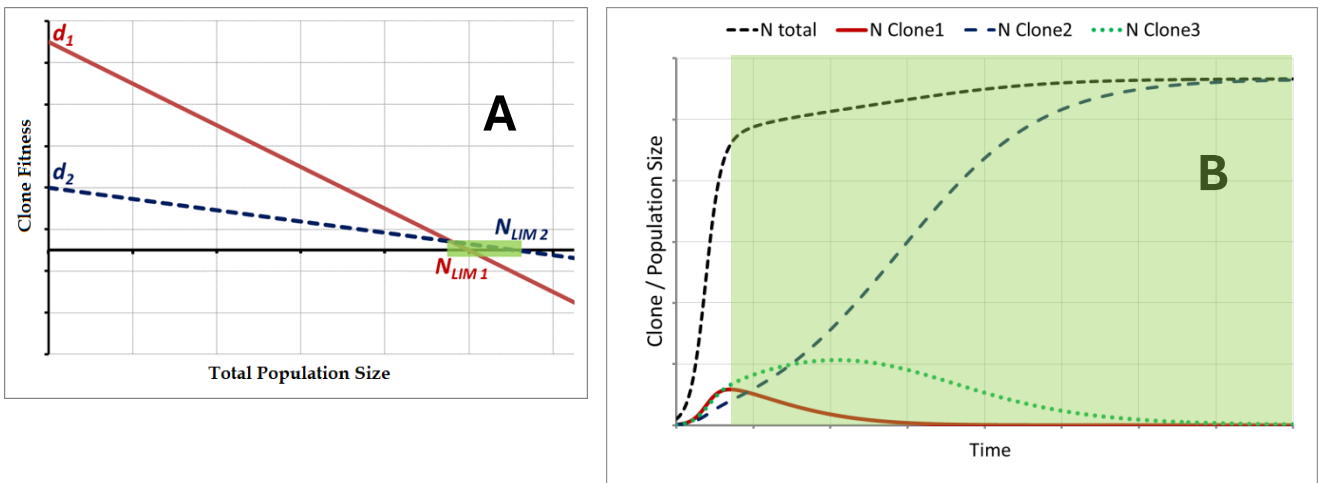 d1
A
Clone Fitness
d2
NLIM 2
NLIM 1
Total Population Size
N total N Clone1 N Clone2 N Clone3
B
Clone / Population Size
Time